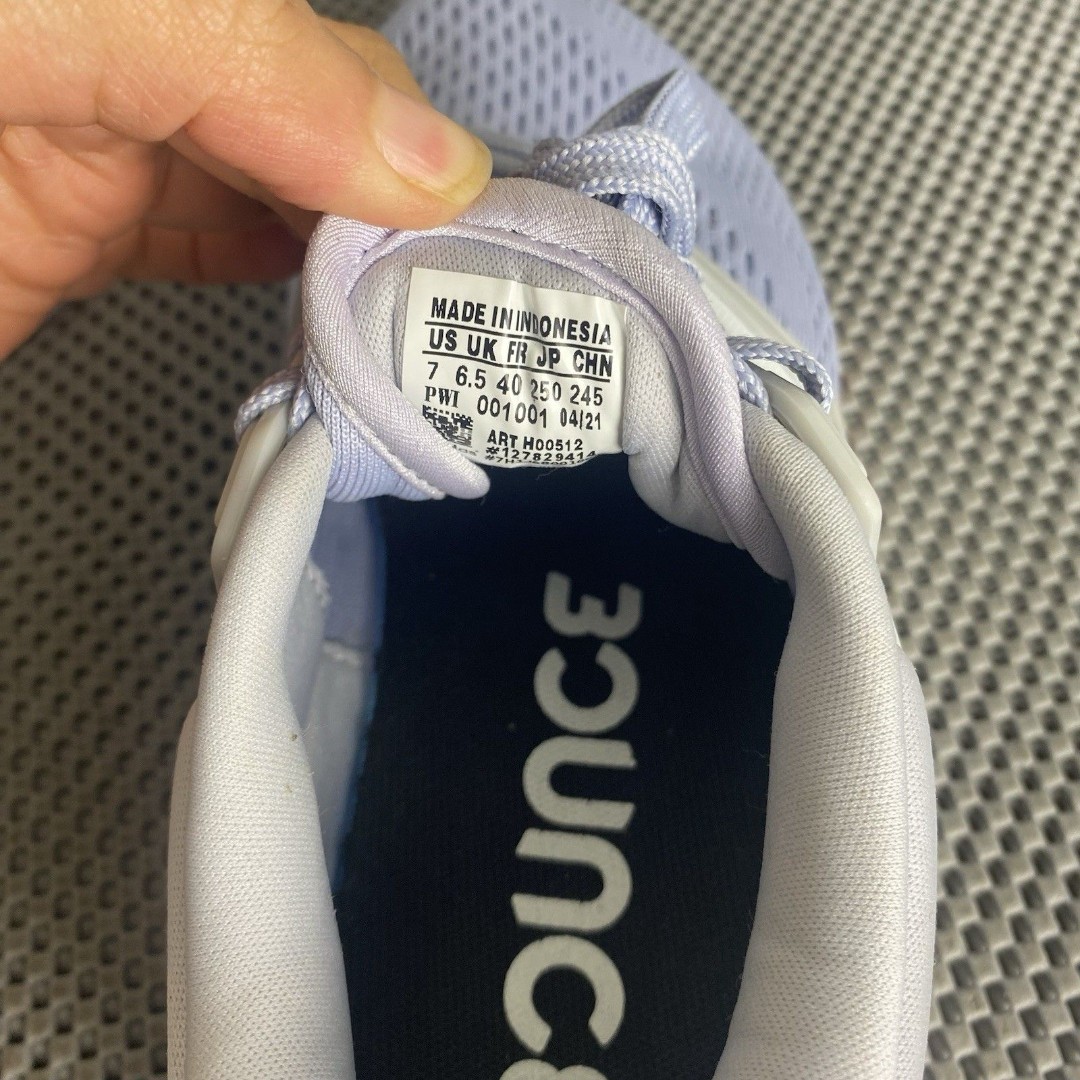 MADE IN INDONESIA
US UK FR JP CHN
7 6.5 40 250 245
PWI 001001 04/21
ART H00512
#127829414
BOUNCE